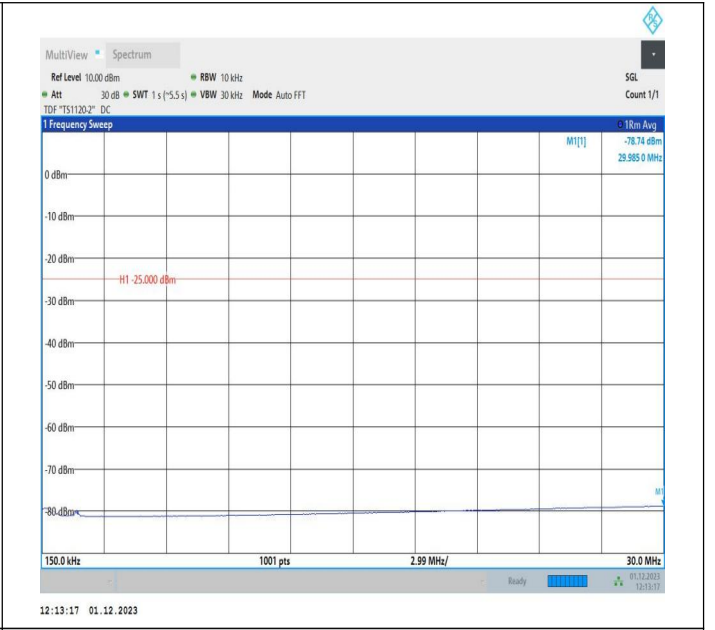 MultiView Spectrum
Ref Level 10.00 dBm RBW 10 kHz SGL
Att 30 dB SWT 1 s (~5.5 s) VBW 30 kHz Mode Auto FFT Count 1/1
TDF "TS1120-2" DC
1 Frequency Sweep 1Rm Avg
M1[1] -78.74 dBm
29.985 0 MHz
0 dBm
-10 dBm
-20 dBm
H1 -25.000 dBm
-30 dBm
-40 dBm
-50 dBm
-60 dBm
-70 dBm
M1
-80 dBm
150.0 kHz 1001 pts 2.99 MHz/ 30.0 MHz
Ready 01.12.2023
12:13:17
12:13:17 01.12.2023